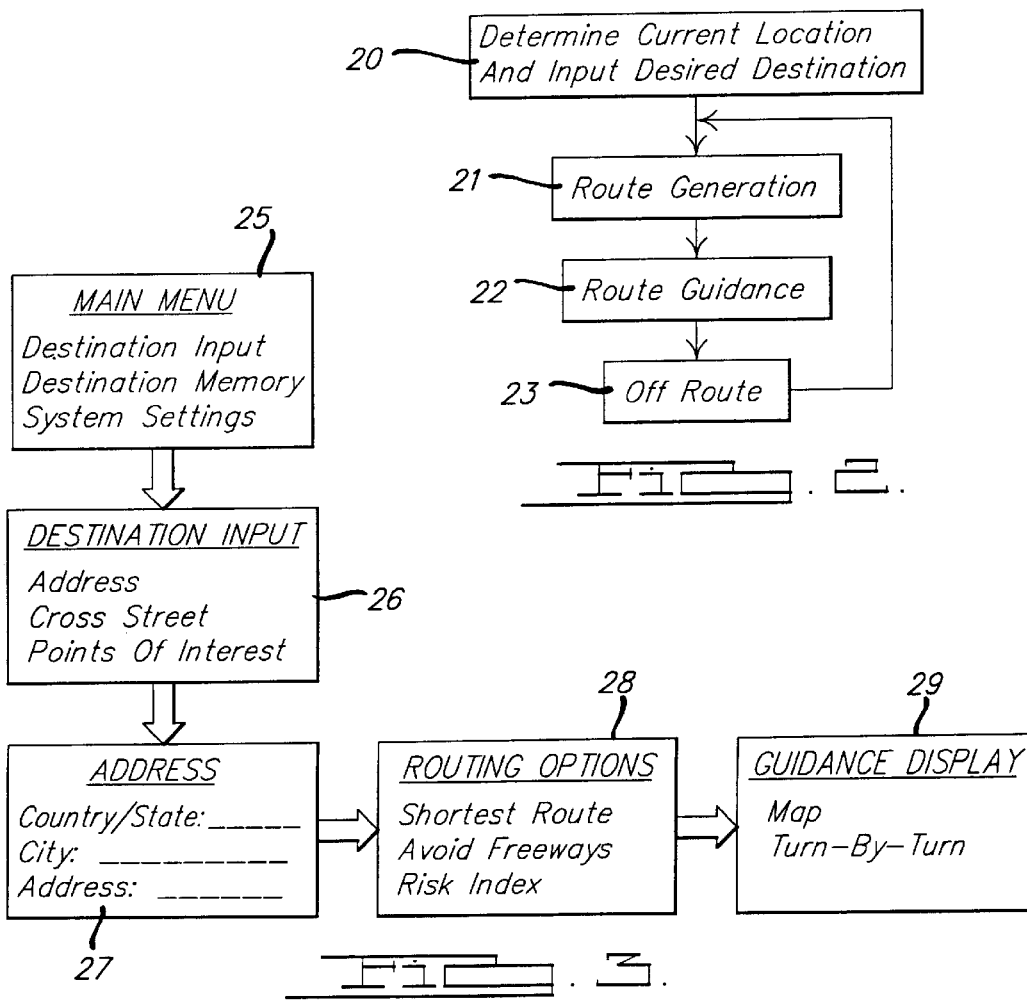 20
Determine Current Location
And Input Desired Destination
21
Route Generation
22
Route Guidance
23
Off Route
FIG. 2.
25
MAIN MENU
Destination Input
Destination Memory
System Settings
DESTINATION INPUT
Address
Cross Street
Points Of Interest
26
ADDRESS
Country/State: _____
City: __________
Address: ______
27
28
ROUTING OPTIONS
Shortest Route
Avoid Freeways
Risk Index
29
GUIDANCE DISPLAY
Map
Turn-By-Turn
FIG. 3.